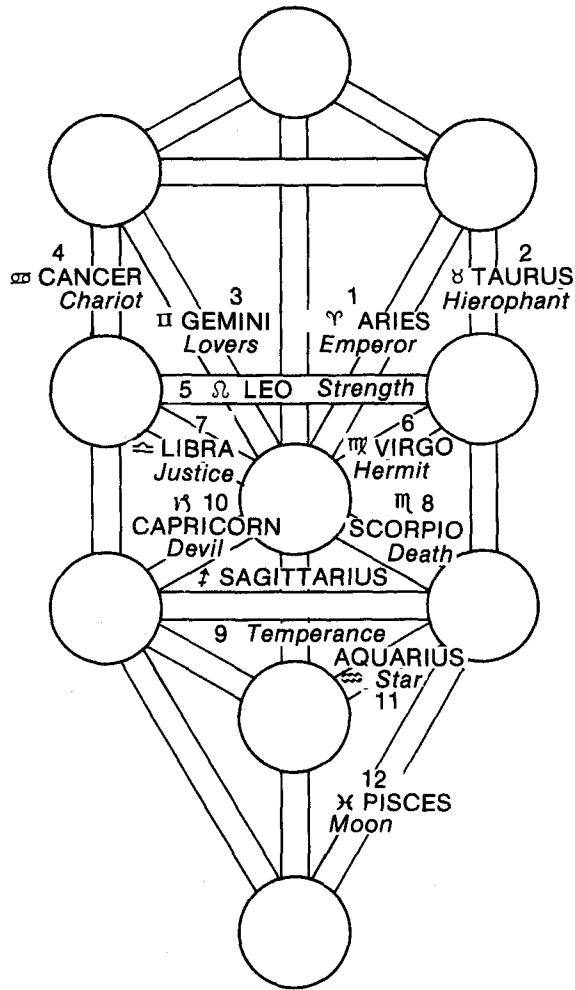 4
♋ CANCER
Chariot
2
♉ TAURUS
Hierophant
3
♊ GEMINI
Lovers
1
♈ ARIES
Emperor
5 ♌ LEO Strength
7
♎ LIBRA
Justice
6
♍ VIRGO
Hermit
♑ 10
CAPRICORN
Devil
♏ 8
SCORPIO
Death
♐ SAGITTARIUS
9 Temperance
AQUARIUS
♒ Star
11
12
♓ PISCES
Moon